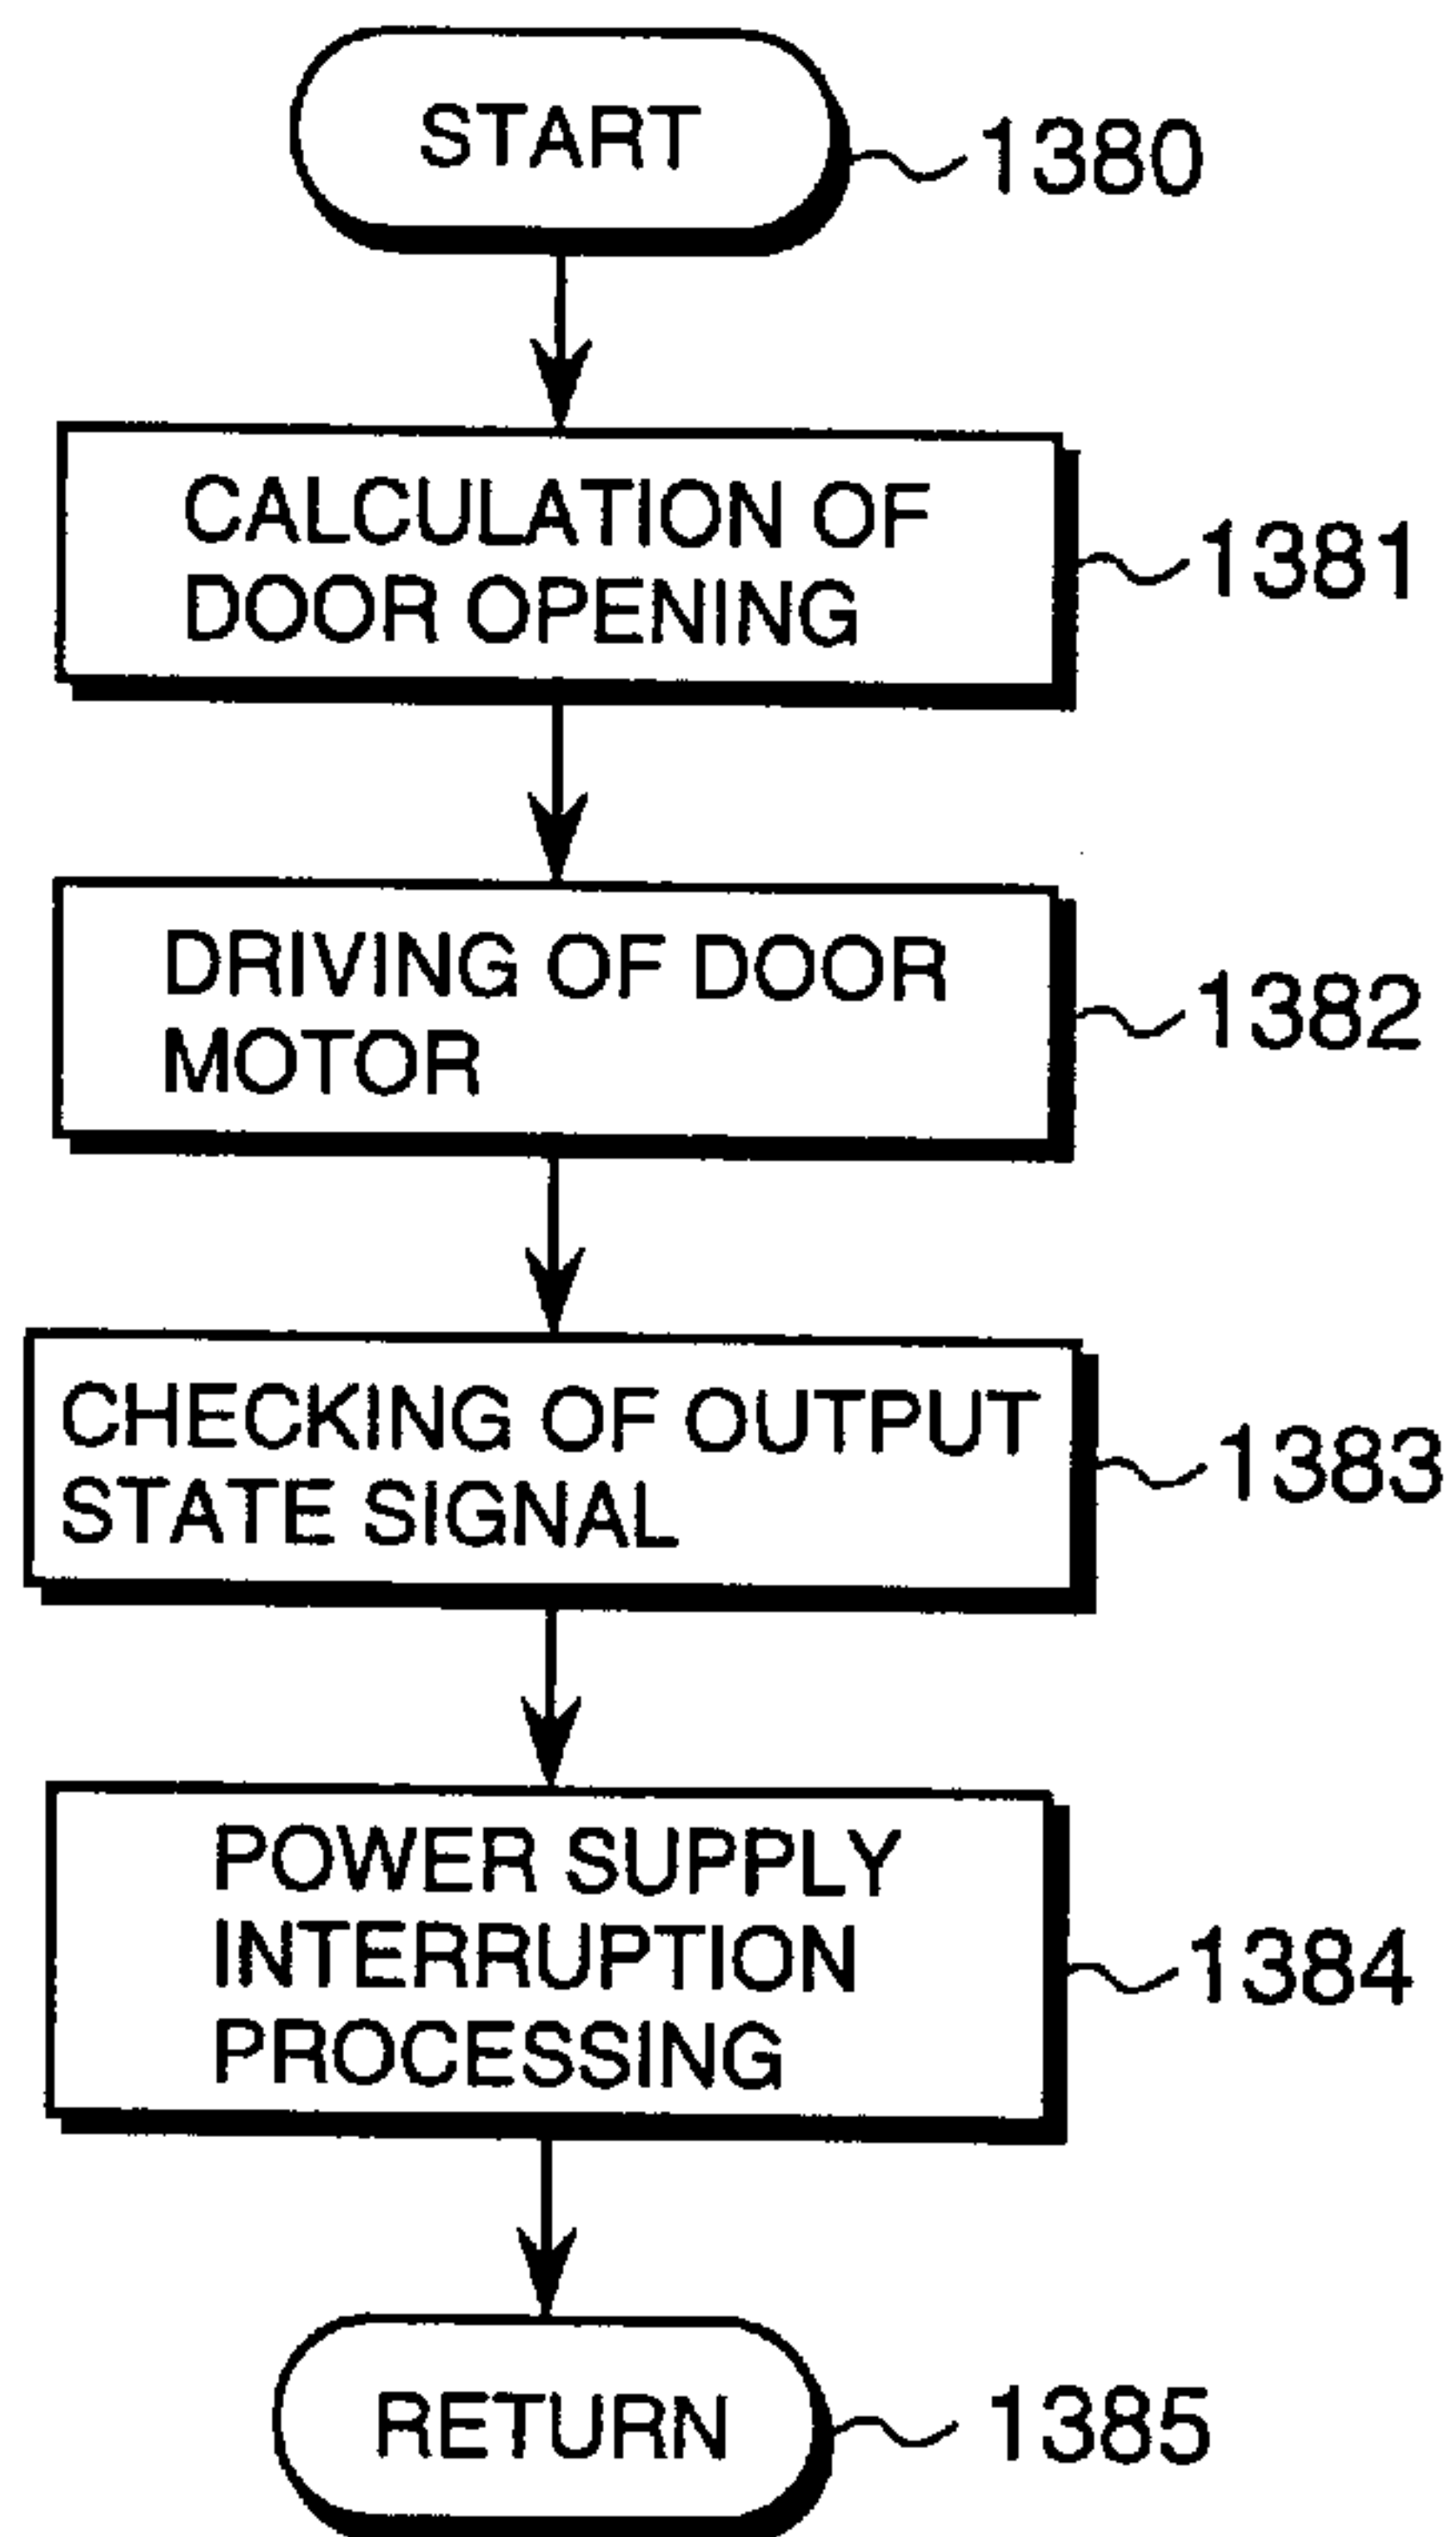 START
1380
CALCULATION OF
DOOR OPENING
1381
DRIVING OF DOOR
MOTOR
1382
CHECKING OF OUTPUT
STATE SIGNAL
1383
POWER SUPPLY
INTERRUPTION
PROCESSING
1384
RETURN
1385